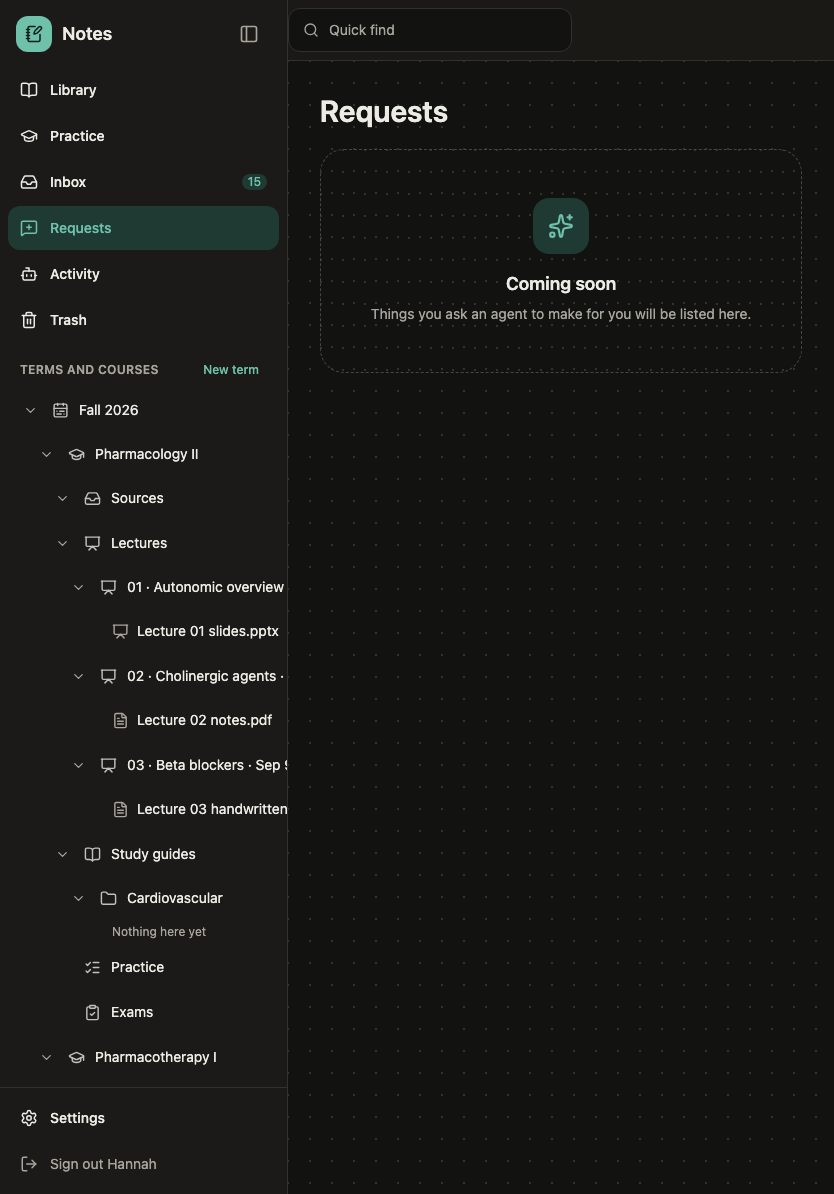 Notes
Quick find
Library
Practice
Inbox
15
Requests
Activity
Trash
TERMS AND COURSES
New term
Fall 2026
Pharmacology II
Sources
Lectures
01 · Autonomic overview
Lecture 01 slides.pptx
02 · Cholinergic agents ·
Lecture 02 notes.pdf
03 · Beta blockers · Sep 9
Lecture 03 handwritten
Study guides
Cardiovascular
Nothing here yet
Practice
Exams
Pharmacotherapy I
Settings
Sign out Hannah
Requests
Coming soon
Things you ask an agent to make for you will be listed here.